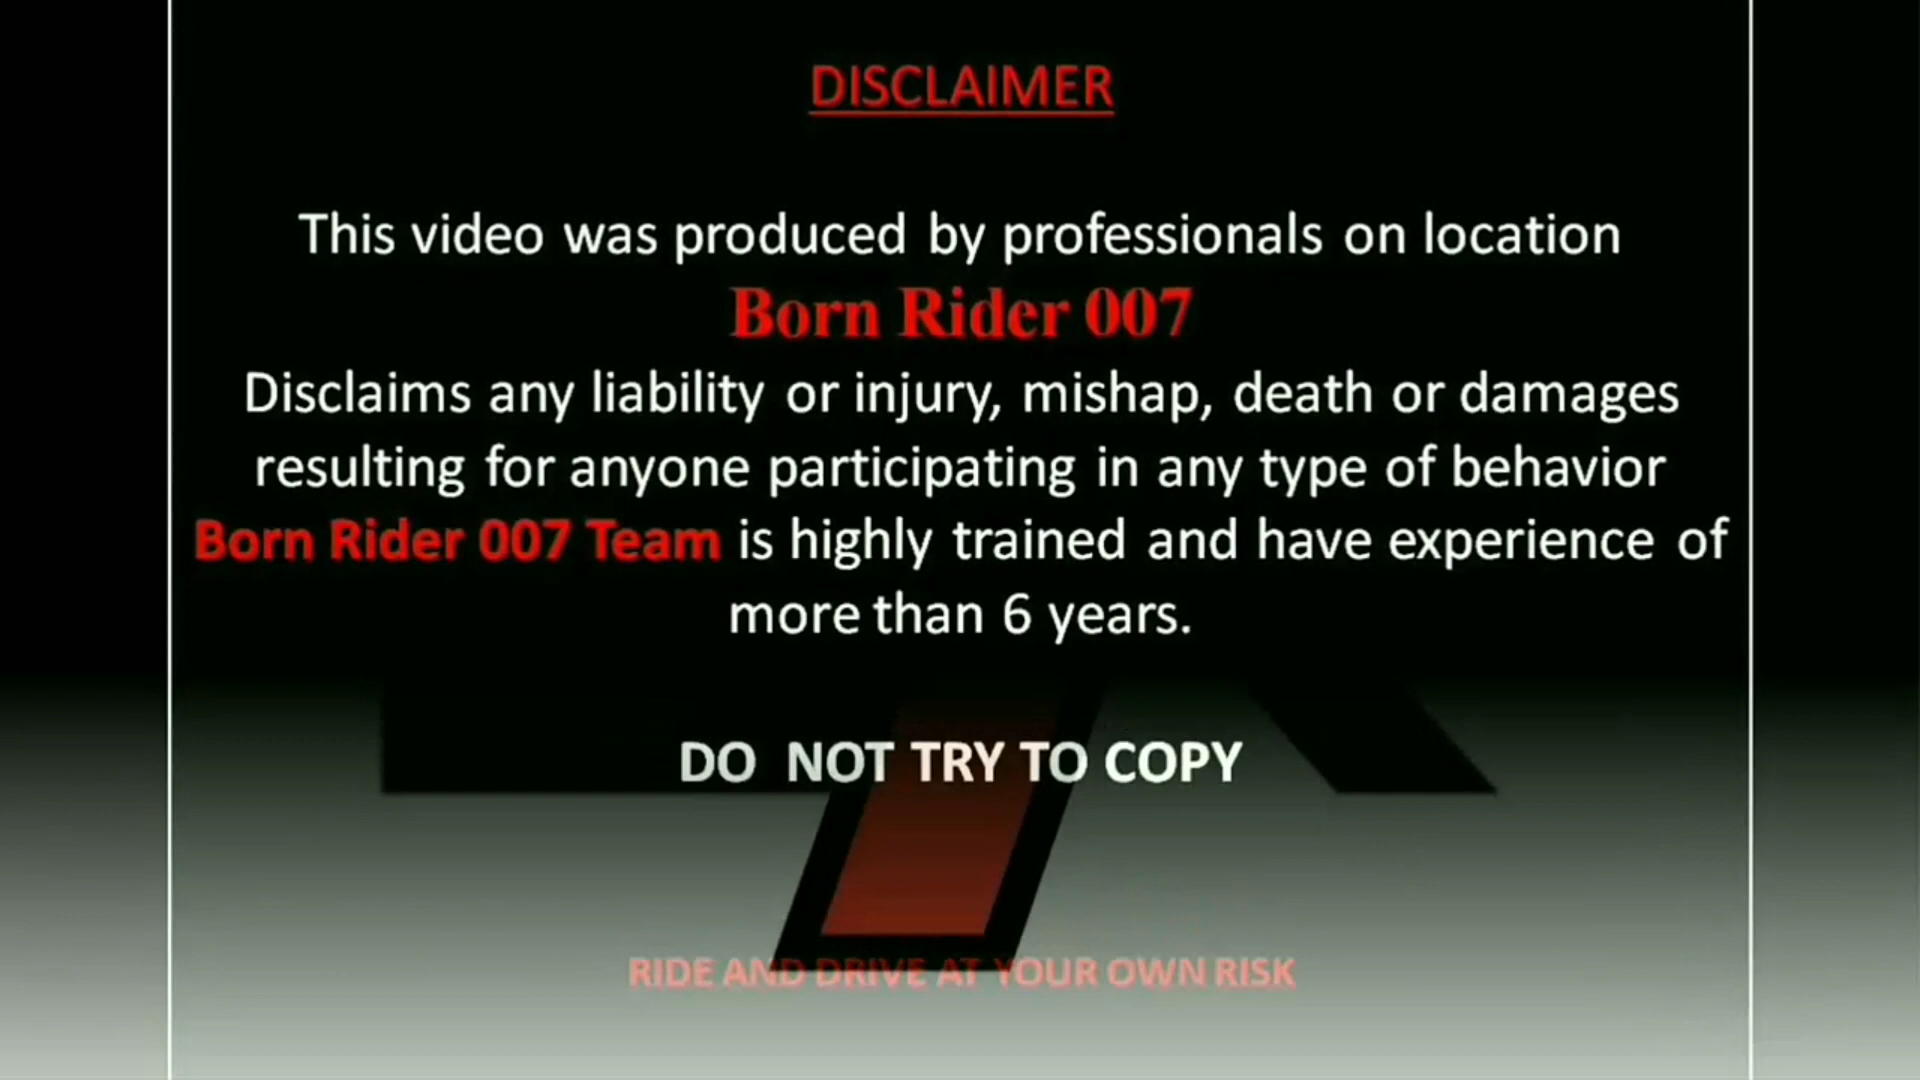 DISCLAIMER
This video was produced by professionals on location
Born Rider 007
Disclaims any liability or injury, mishap, death or damages
resulting for anyone participating in any type of behavior
Born Rider 007 Team is highly trained and have experience of
more than 6 years.
DO NOT TRY TO COPY
RIDE AND DRIVE AT YOUR OWN RISK